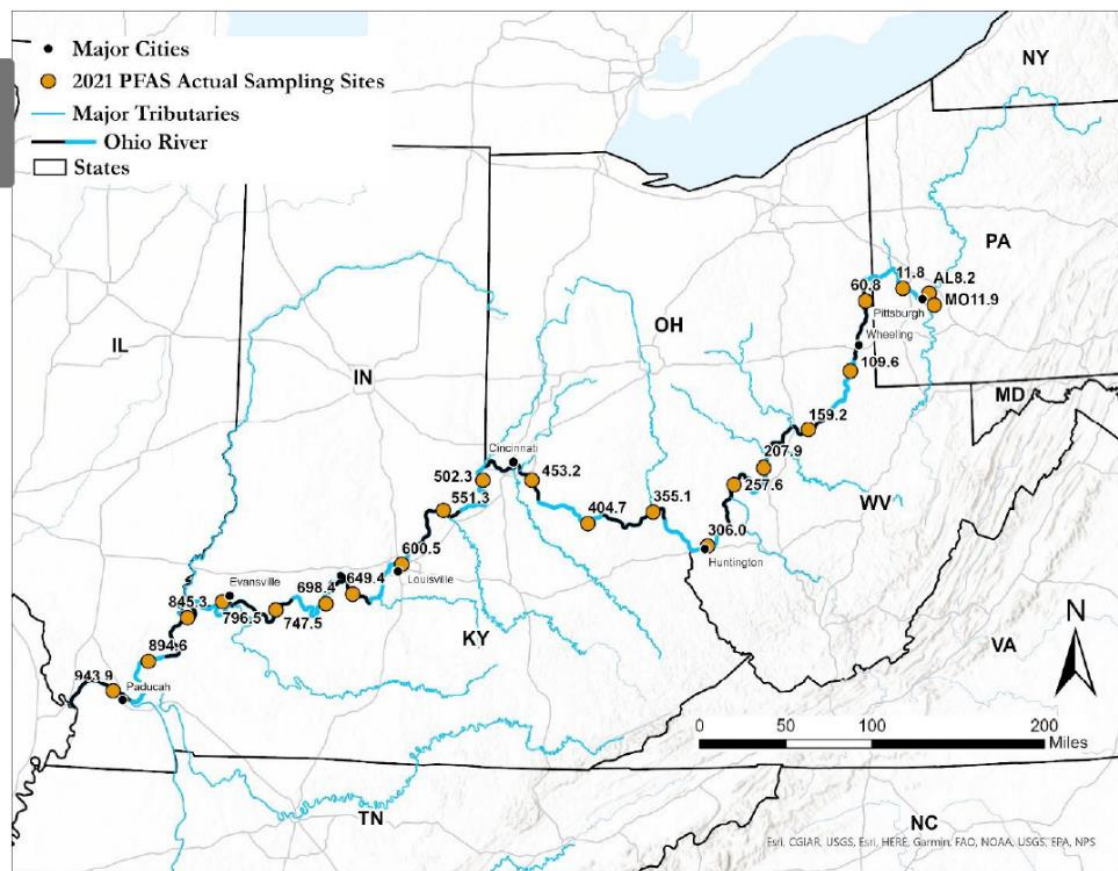 Major Cities
2021 PFAS Actual Sampling Sites
Major Tributaries
Ohio River
States
NY
PA
11.8
AL8.2
60.8
MO11.9
Pittsburgh
OH
Wheeling
IL
109.6
IN
MD
159.2
Cincinnati
207.9
502.3
453.2
257.6
551.3
WV
404.7
355.1
306.0
600.5
Huntington
Louisville
Evansville
698.4
649.4
845.3
796.5
747.5
KY
N
VA
894.6
943.9
Paducah
0 50 100 200
Miles
TN
NC
Esri, CGIAR, USGS, Esri, HERE, Garmin, FAO, NOAA, USGS, EPA, NPS